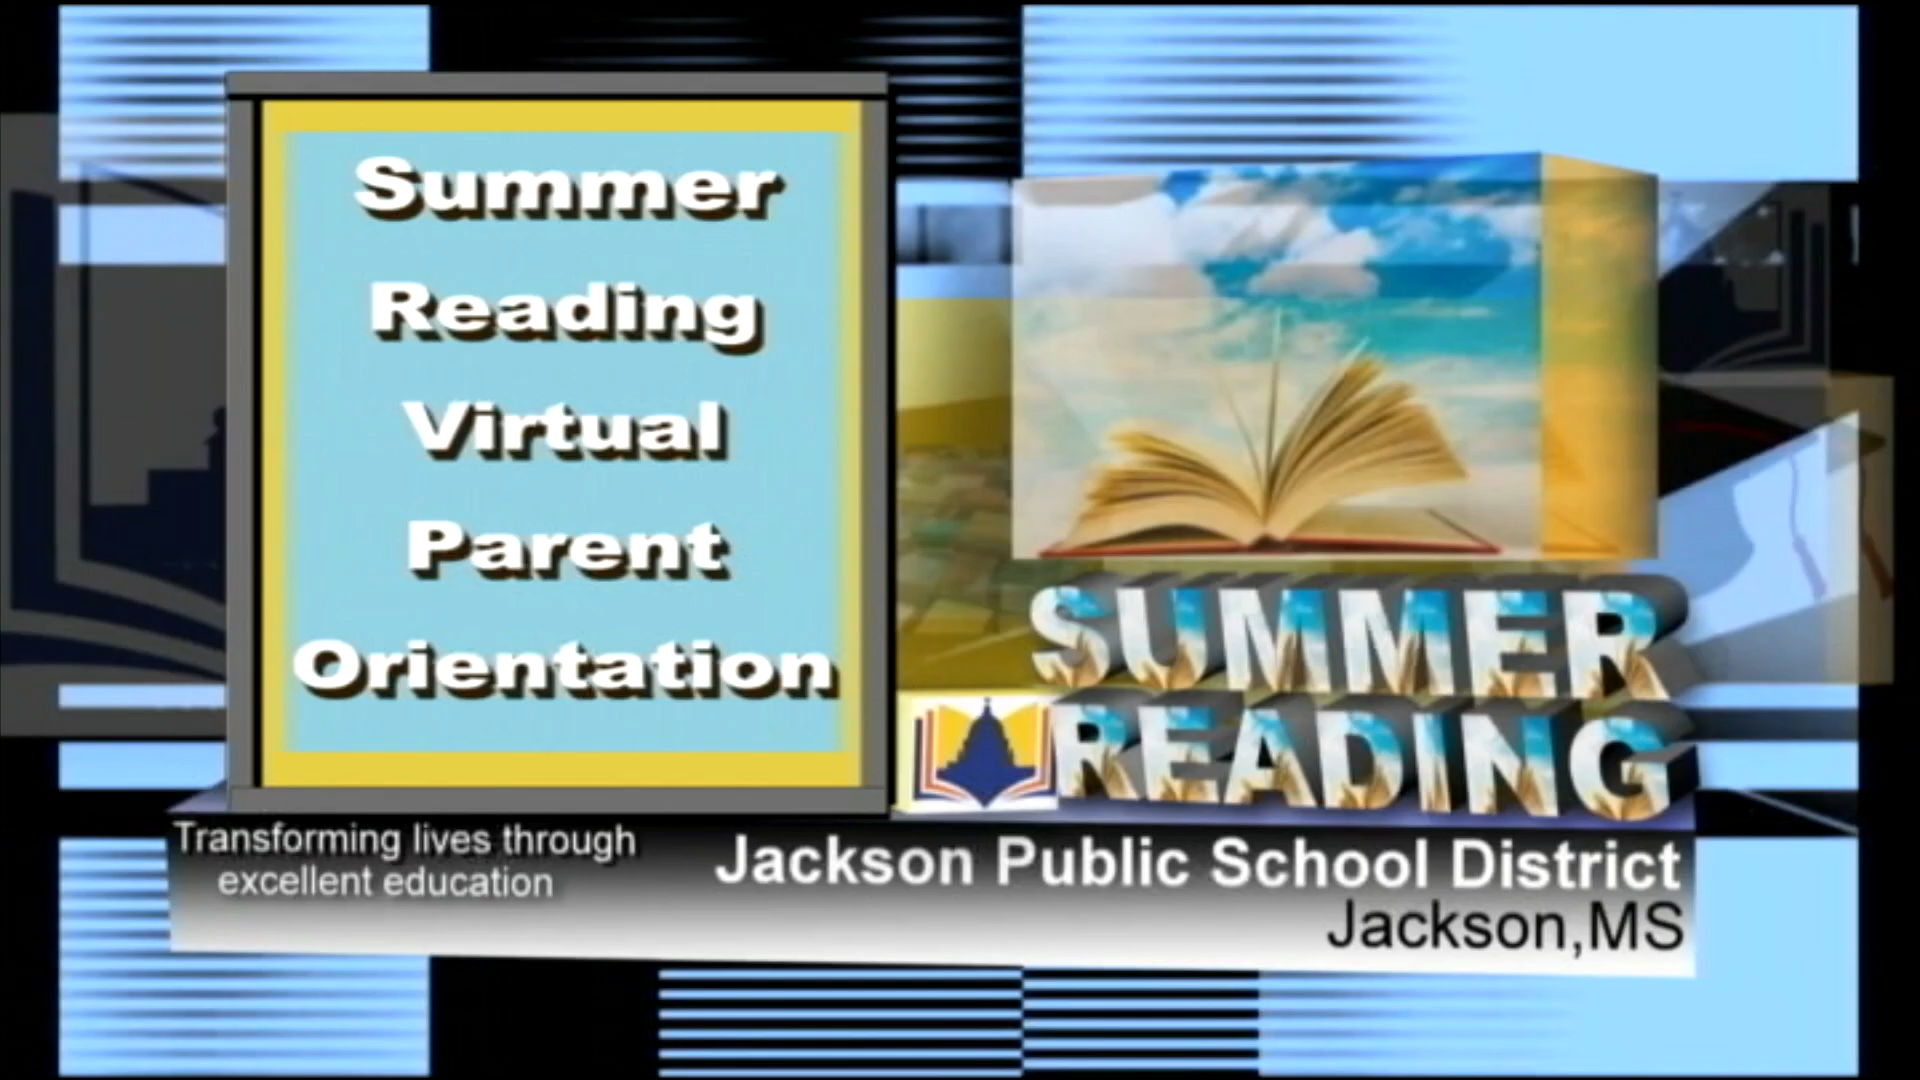 Summer
Reading
Virtual
Parent
Orientation
SUMMER
READING
Transforming lives through
excellent education
Jackson Public School District
Jackson,MS